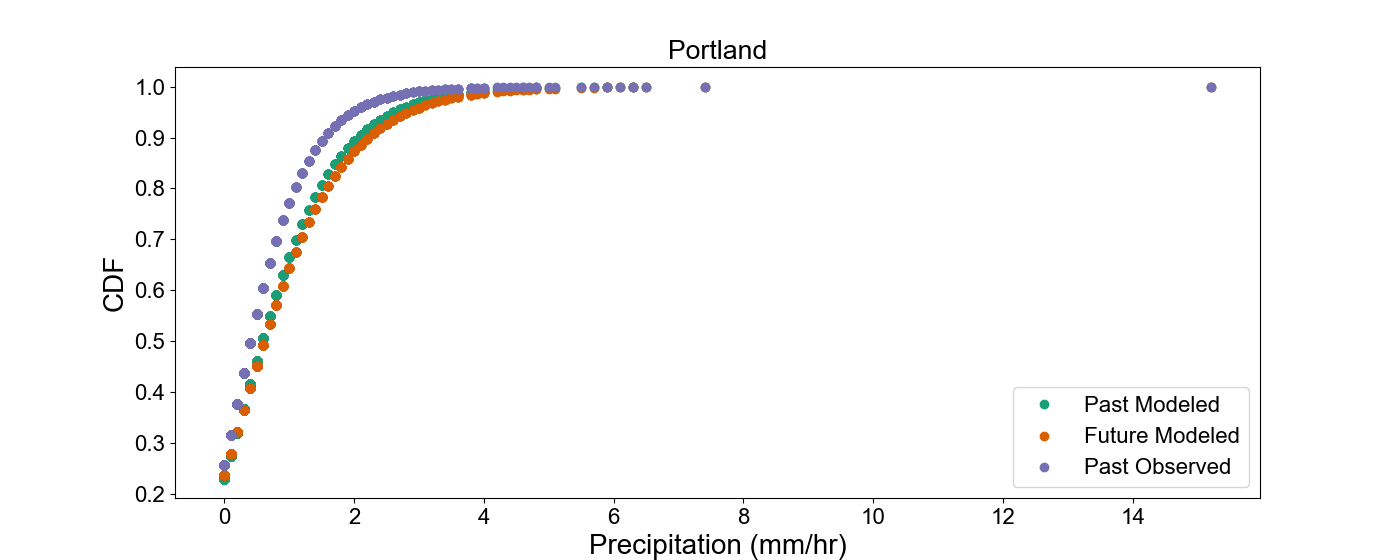 Portland
1.0
0.9
0.8
0.7
0.6
0.5
0.4
0.3
0.2
CDF
0 2 4 6 8 10 12 14
Precipitation (mm/hr)
Past Modeled
Future Modeled
Past Observed